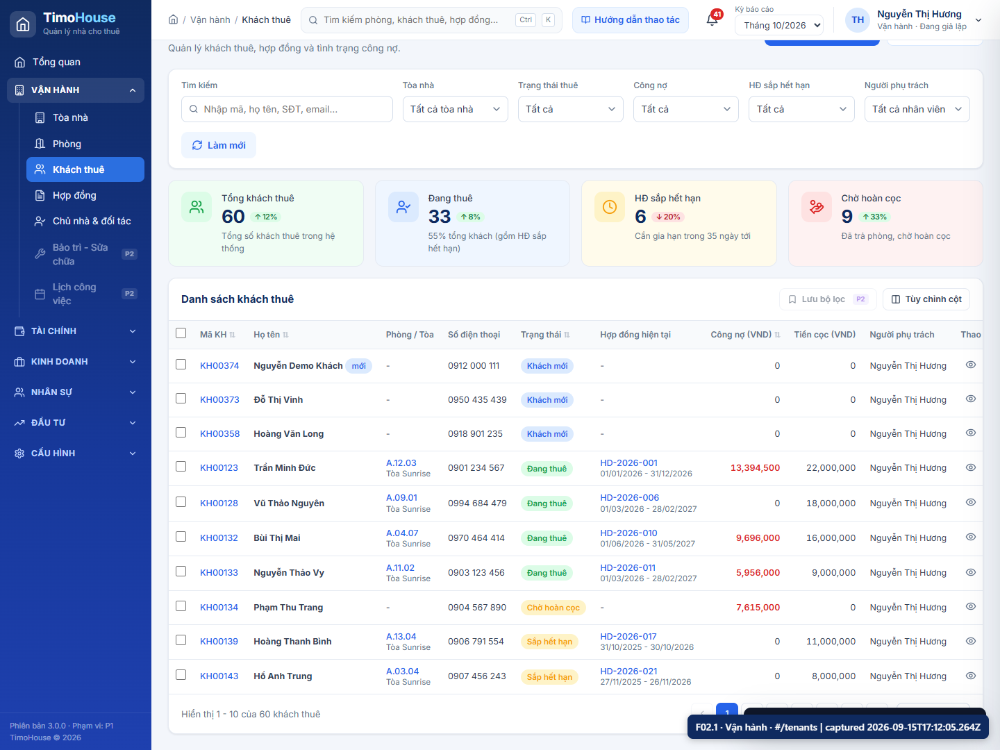 TimoHouse
Quản lý nhà cho thuê
Tổng quan
VẬN HÀNH
Tòa nhà
Phòng
Khách thuê
Hợp đồng
Chủ nhà & đối tác
Bảo trì - Sửa chữa P2
Lịch công việc P2
TÀI CHÍNH
KINH DOANH
NHÂN SỰ
ĐẦU TƯ
CẤU HÌNH
Phiên bản 3.0.0 · Phạm vi: P1
TimoHouse © 2026
/ Vận hành / Khách thuê
Tìm kiếm phòng, khách thuê, hợp đồng... Ctrl K
Hướng dẫn thao tác
41
Kỳ báo cáo
Tháng 10/2026
TH
Nguyễn Thị Hương
Vận hành · Đang giả lập
Quản lý khách thuê, hợp đồng và tình trạng công nợ.
Tìm kiếm Tòa nhà Trạng thái thuê Công nợ HĐ sắp hết hạn Người phụ trách
Nhập mã, họ tên, SĐT, email... Tất cả tòa nhà Tất cả Tất cả Tất cả Tất cả nhân viên
Làm mới
Tổng khách thuê
60 ↑12%
Tổng số khách thuê trong hệ thống
Đang thuê
33 ↑8%
55% tổng khách (gồm HĐ sắp hết hạn)
HĐ sắp hết hạn
6 ↓20%
Cần gia hạn trong 35 ngày tới
Chờ hoàn cọc
9 ↑33%
Đã trả phòng, chờ hoàn cọc
Danh sách khách thuê
Lưu bộ lọc P2
Tùy chỉnh cột
Mã KH Họ tên Phòng / Tòa Số điện thoại Trạng thái Hợp đồng hiện tại Công nợ (VND) Tiền cọc (VND) Người phụ trách Thao
KH00374 Nguyễn Demo Khách mới - 0912 000 111 Khách mới - 0 0 Nguyễn Thị Hương
KH00373 Đỗ Thị Vinh - 0950 435 439 Khách mới - 0 0 Nguyễn Thị Hương
KH00358 Hoàng Văn Long - 0918 901 235 Khách mới - 0 0 Nguyễn Thị Hương
KH00123 Trần Minh Đức A.12.03 Tòa Sunrise 0901 234 567 Đang thuê HD-2026-001 01/01/2026 - 31/12/2026 13,394,500 22,000,000 Nguyễn Thị Hương
KH00128 Vũ Thảo Nguyên A.09.01 Tòa Sunrise 0994 684 479 Đang thuê HD-2026-006 01/03/2026 - 28/02/2027 0 18,000,000 Nguyễn Thị Hương
KH00132 Bùi Thị Mai A.04.07 Tòa Sunrise 0970 464 414 Đang thuê HD-2026-010 01/06/2026 - 31/05/2027 9,696,000 16,000,000 Nguyễn Thị Hương
KH00133 Nguyễn Thảo Vy A.11.02 Tòa Sunrise 0903 123 456 Đang thuê HD-2026-011 01/03/2026 - 28/02/2027 5,956,000 9,000,000 Nguyễn Thị Hương
KH00134 Phạm Thu Trang - 0904 567 890 Chờ hoàn cọc - 7,615,000 0 Nguyễn Thị Hương
KH00139 Hoàng Thanh Bình A.13.04 Tòa Sunrise 0906 791 554 Sắp hết hạn HD-2026-017 31/10/2025 - 30/10/2026 0 11,000,000 Nguyễn Thị Hương
KH00143 Hồ Anh Trung A.03.04 Tòa Sunrise 0907 456 243 Sắp hết hạn HD-2026-021 27/11/2025 - 26/11/2026 0 8,000,000 Nguyễn Thị Hương
Hiển thị 1 - 10 của 60 khách thuê
1
F02.1 · Vận hành · #/tenants | captured 2026-09-15T17:12:05.264Z